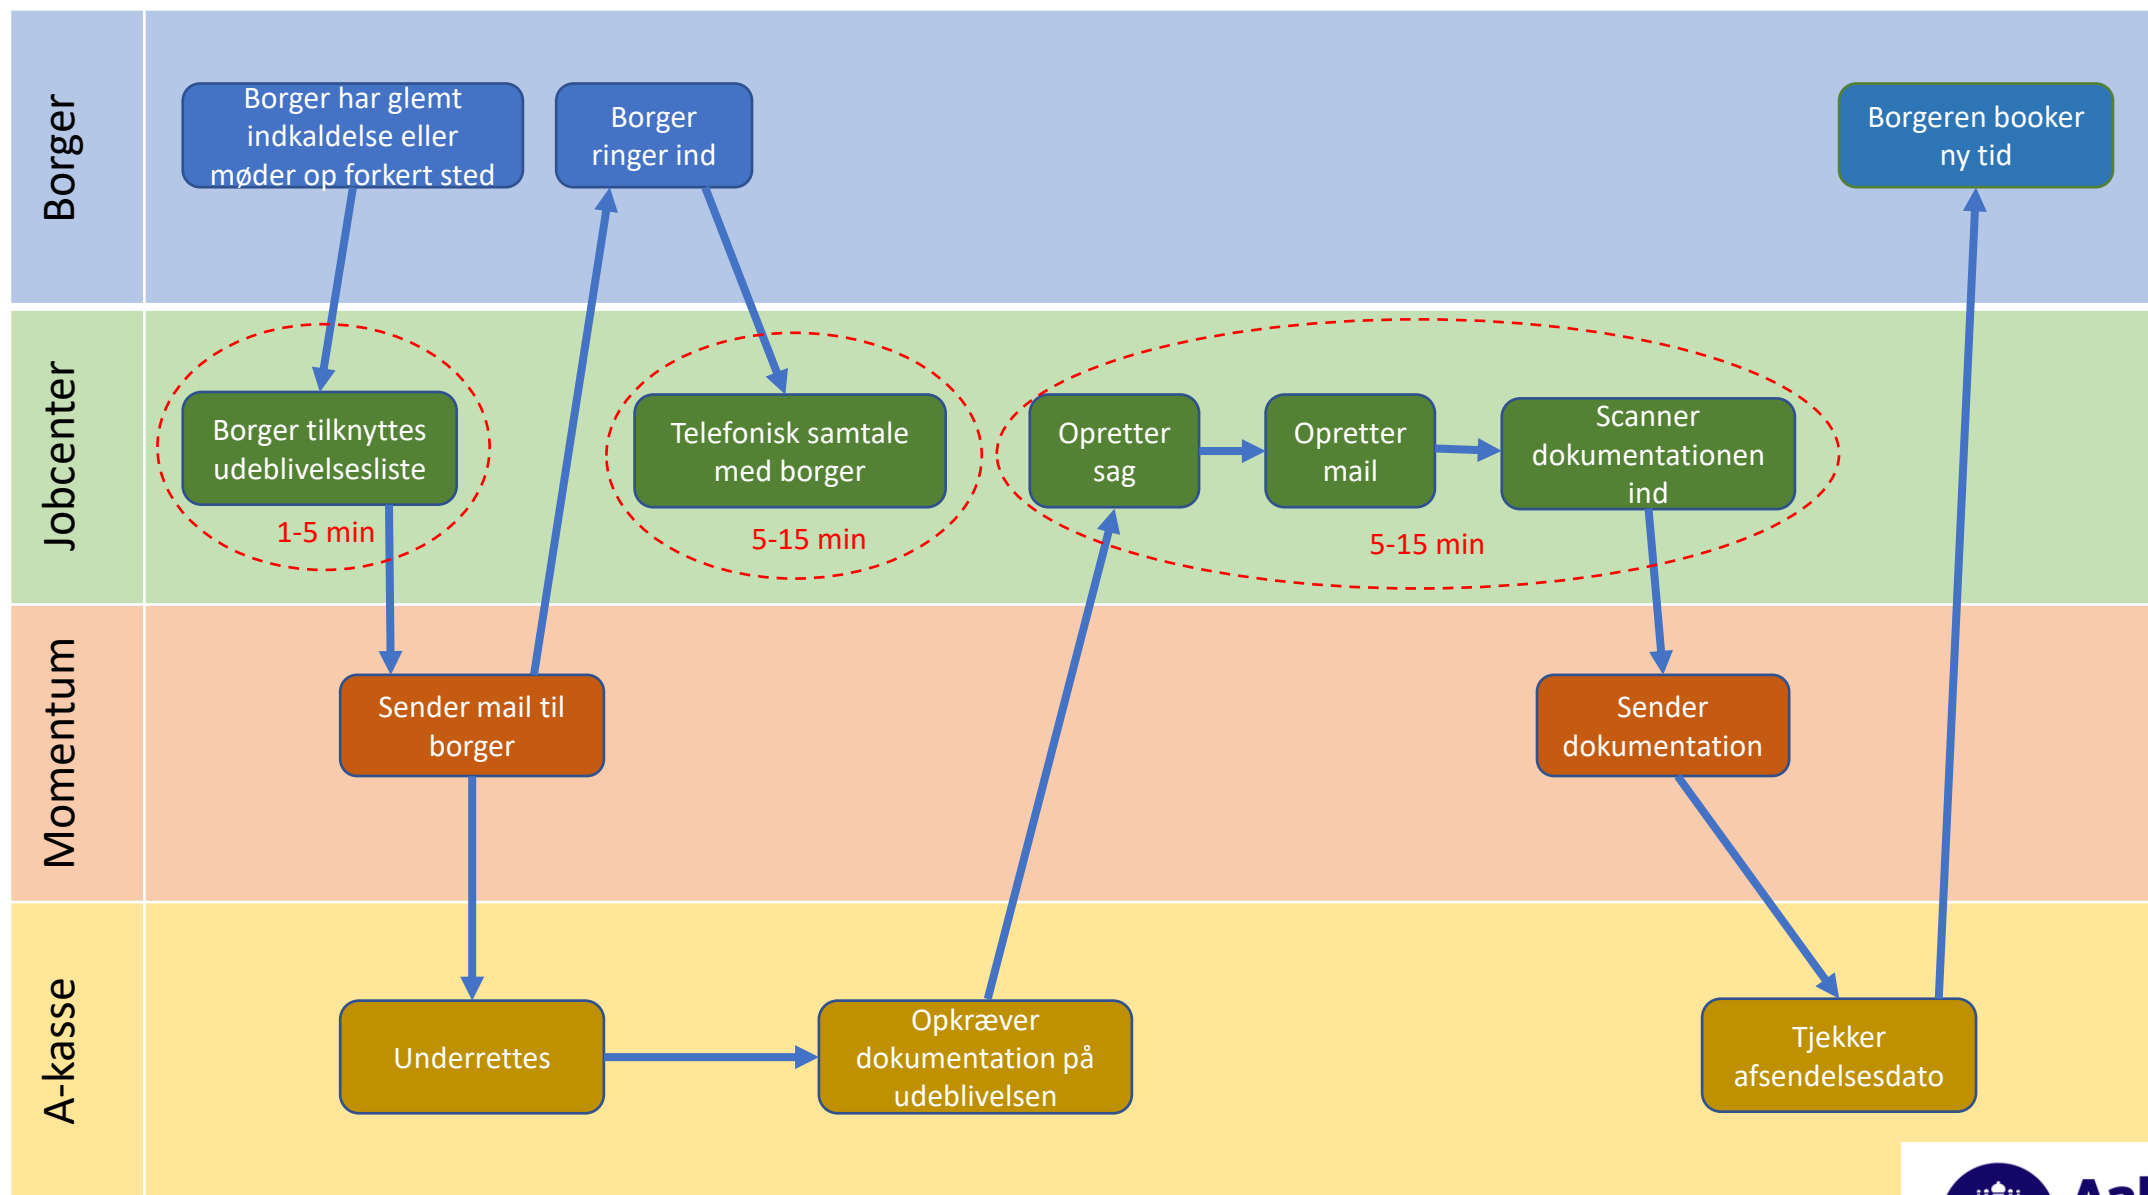 Borger
Borger har glemt
indkaldelse eller
møder op forkert sted
Borger
ringer ind
Borgeren booker
ny tid
Jobcenter
Borger tilknyttes
udeblivelsesliste
1-5 min
Telefonisk samtale
med borger
5-15 min
Opretter
sag
Opretter
mail
Scanner
dokumentationen
ind
5-15 min
Momentum
Sender mail til
borger
Sender
dokumentation
A-kasse
Underrettes
Opkræver
dokumentation på
udeblivelsen
Tjekker
afsendelsesdato